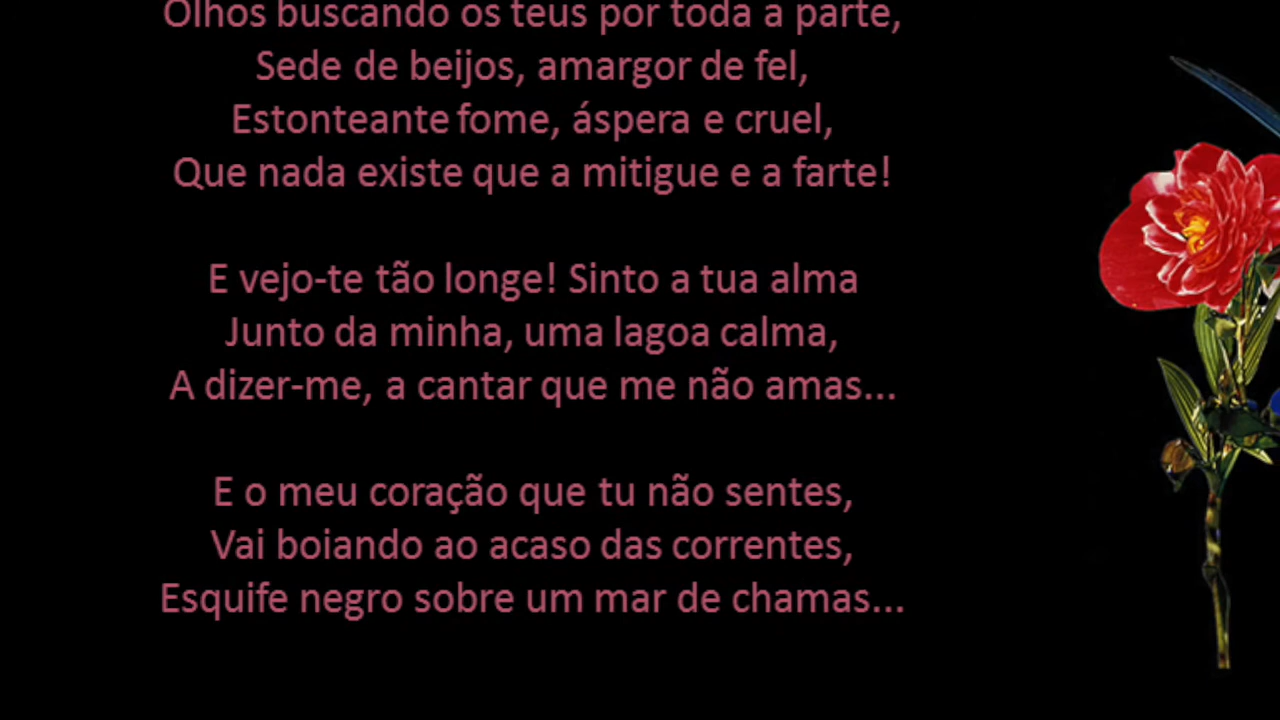 Olhos buscando os teus por toda a parte,
Sede de beijos, amargor de fel,
Estonteante fome, áspera e cruel,
Que nada existe que a mitigue e a farte!
E vejo-te tão longe! Sinto a tua alma
Junto da minha, uma lagoa calma,
A dizer-me, a cantar que me não amas...
E o meu coração que tu não sentes,
Vai boiando ao acaso das correntes,
Esquife negro sobre um mar de chamas...